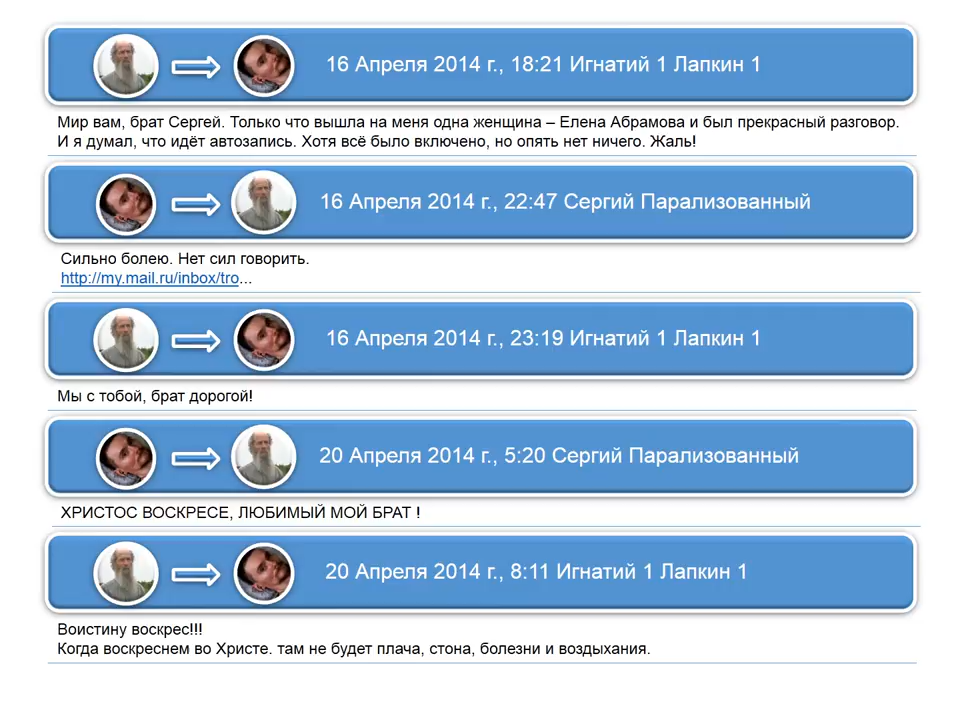 16 Апреля 2014 г., 18:21 Игнатий 1 Лапкин 1
Мир вам, брат Сергей. Только что вышла на меня одна женщина – Елена Абрамова и был прекрасный разговор.
И я думал, что идёт автозапись. Хотя всё было включено, но опять нет ничего. Жаль!
16 Апреля 2014 г., 22:47 Сергий Парализованный
Сильно болею. Нет сил говорить.
http://my.mail.ru/inbox/tro...
16 Апреля 2014 г., 23:19 Игнатий 1 Лапкин 1
Мы с тобой, брат дорогой!
20 Апреля 2014 г., 5:20 Сергий Парализованный
ХРИСТОС ВОСКРЕСЕ, ЛЮБИМЫЙ МОЙ БРАТ !
20 Апреля 2014 г., 8:11 Игнатий 1 Лапкин 1
Воистину воскрес!!!
Когда воскреснем во Христе. там не будет плача, стона, болезни и воздыхания.